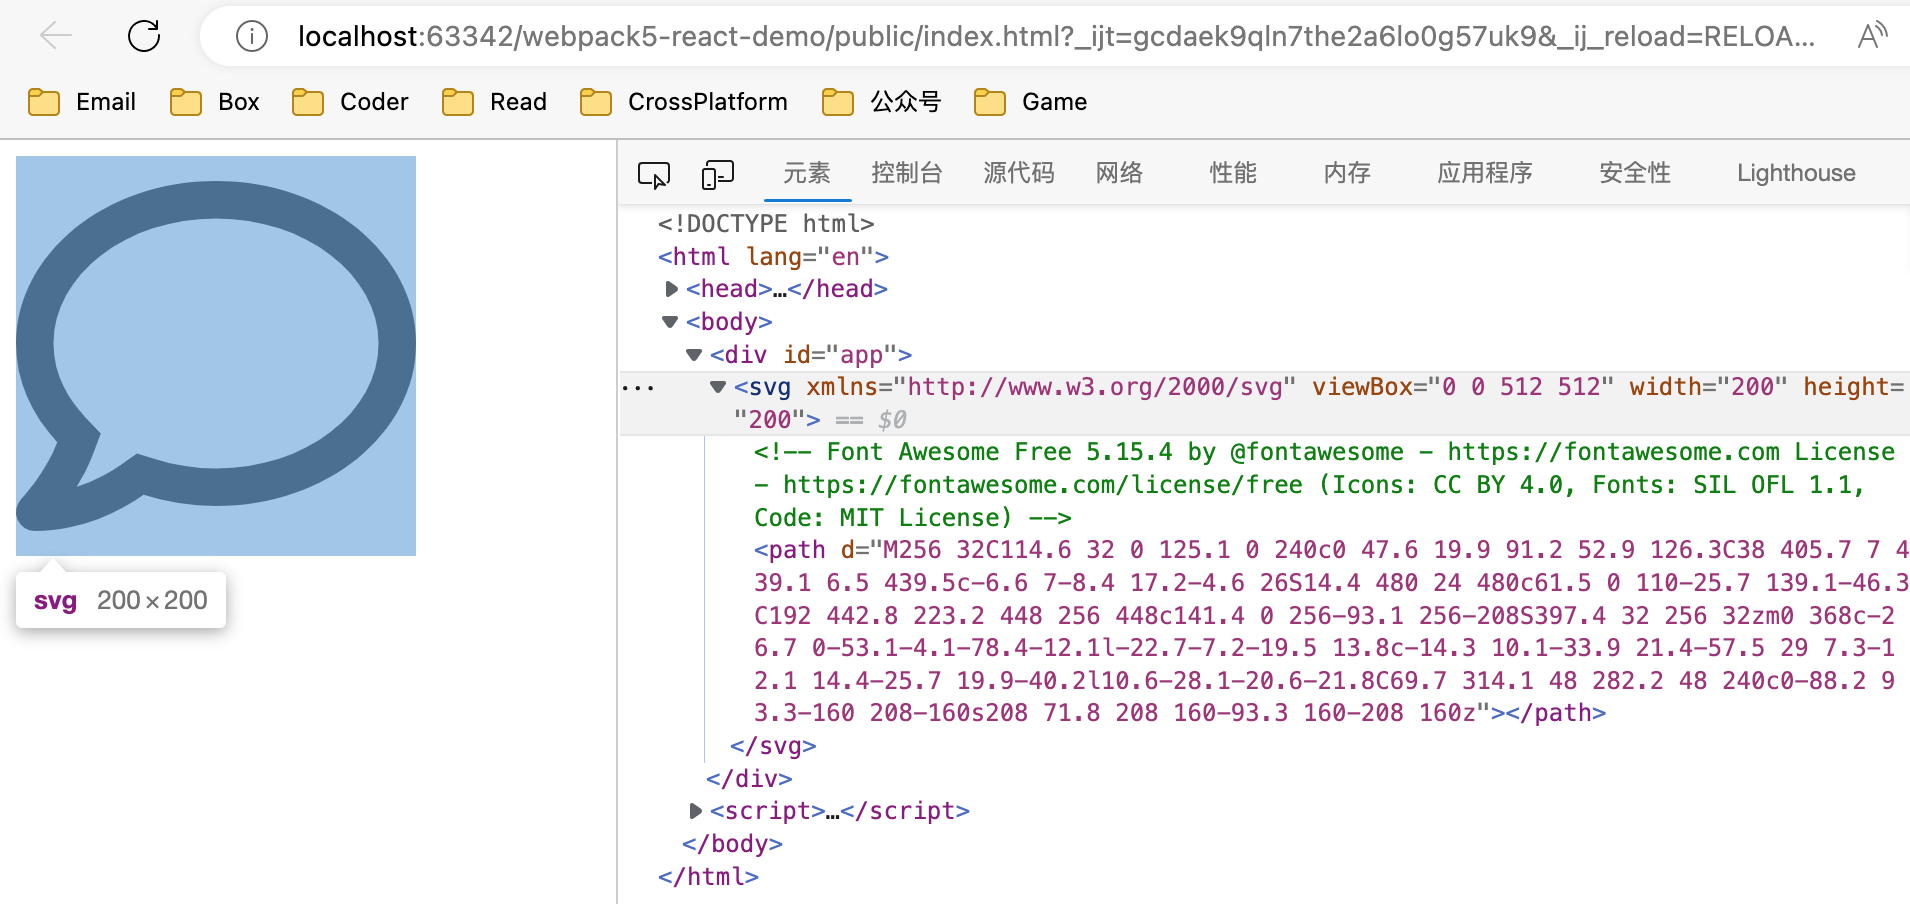 localhost:63342/webpack5-react-demo/public/index.html?_ijt=gcdaek9qln7the2a6lo0g57uk9&_ij_reload=RELOA...
Email Box Coder Read CrossPlatform 公众号 Game
元素 控制台 源代码 网络 性能 内存 应用程序 安全性 Lighthouse
<!DOCTYPE html>
<html lang="en">
<head>…</head>
<body>
<div id="app">
<svg xmlns="http://www.w3.org/2000/svg" viewBox="0 0 512 512" width="200" height=
"200"> == $0
<!-- Font Awesome Free 5.15.4 by @fontawesome - https://fontawesome.com License
- https://fontawesome.com/license/free (Icons: CC BY 4.0, Fonts: SIL OFL 1.1,
Code: MIT License) -->
<path d="M256 32C114.6 32 0 125.1 0 240c0 47.6 19.9 91.2 52.9 126.3C38 405.7 7 4
39.1 6.5 439.5c-6.6 7-8.4 17.2-4.6 26S14.4 480 24 480c61.5 0 110-25.7 139.1-46.3
C192 442.8 223.2 448 256 448c141.4 0 256-93.1 256-208S397.4 32 256 32zm0 368c-2
6.7 0-53.1-4.1-78.4-12.1l-22.7-7.2-19.5 13.8c-14.3 10.1-33.9 21.4-57.5 29 7.3-1
2.1 14.4-25.7 19.9-40.2l10.6-28.1-20.6-21.8C69.7 314.1 48 282.2 48 240c0-88.2 9
3.3-160 208-160s208 71.8 208 160-93.3 160-208 160z"></path>
</svg>
</div>
<script>…</script>
</body>
</html>
svg 200×200